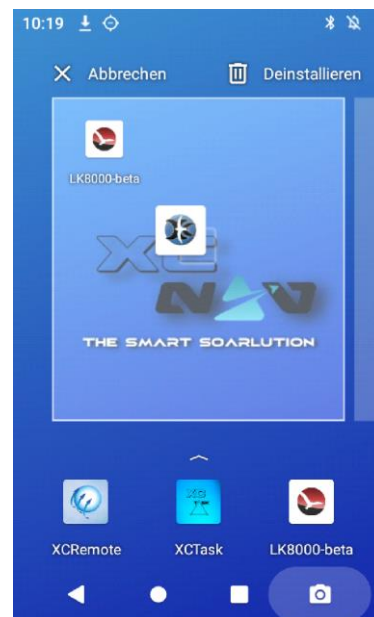 10:19
Abbrechen Deinstallieren
LK8000-beta
XC
NAV
THE SMART SOARLUTION
XCRemote XCTask LK8000-beta